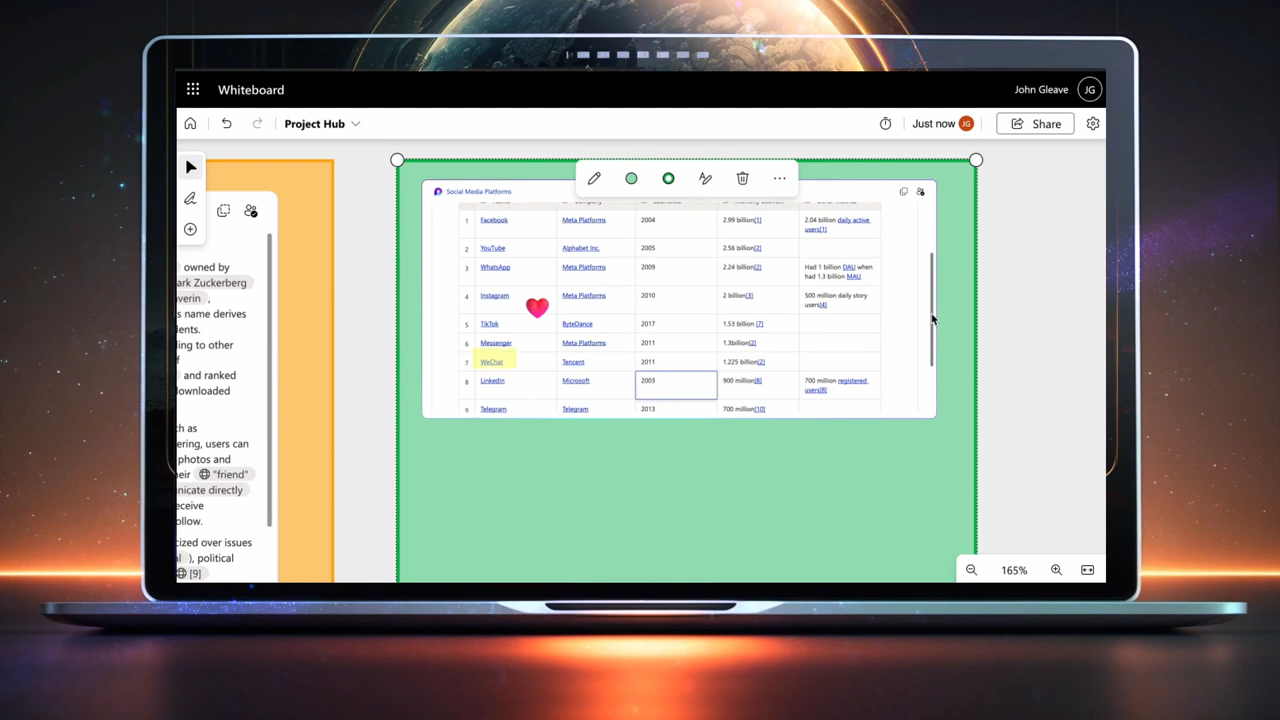 Whiteboard
John Gleave JG
Project Hub
Just now JG
Share
Social Media Platforms
1 Facebook Meta Platforms 2004 2.99 billion[1] 2.04 billion daily active
users[1]
2 YouTube Alphabet Inc. 2005 2.56 billion[2]
3 WhatsApp Meta Platforms 2009 2.24 billion[2] Had 1 billion DAU when
had 1.3 billion MAU
4 Instagram Meta Platforms 2010 2 billion[3] 500 million daily story
users[4]
5 TikTok ByteDance 2017 1.53 billion [7]
6 Messenger Meta Platforms 2011 1.3billion[2]
7 WeChat Tencent 2011 1.225 billion[2]
8 LinkedIn Microsoft 2003 900 million[8] 700 million registered
users[8]
9 Telegram Telegram 2013 700 million[10]
owned by
ark Zuckerberg
verin ,
s name derives
dents.
ling to other
f
and ranked
ownloaded
ch as
ering, users can
photos and
eir "friend"
nicate directly
eceive
ollow.
cized over issues
al ), political
[9]
165%